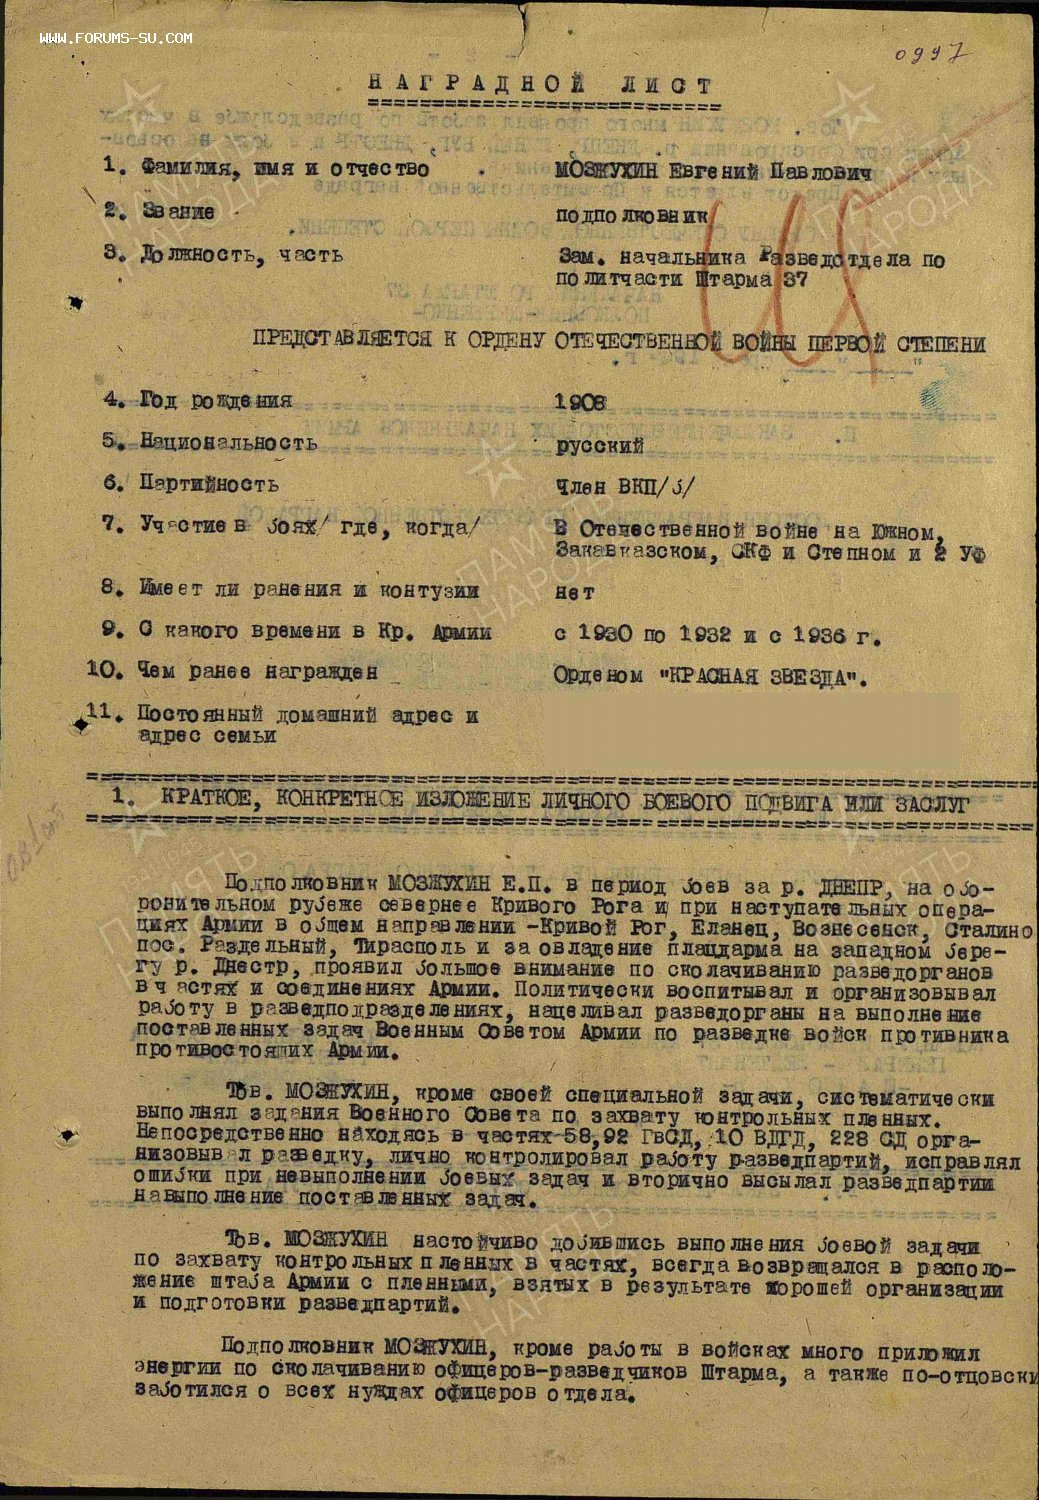 www.forums-su.com
0997
НАГРАДНОЙ ЛИСТ
1. Фамилия, имя и отчество МОЗЖУХИН Евгений Павлович
2. Звание подполковник
3. Должность, часть Зам. начальника Разведотдела по
политчасти Штарма 37
ПРЕДСТАВЛЯЕТСЯ К ОРДЕНУ ОТЕЧЕСТВЕННОЙ ВОЙНЫ ПЕРВОЙ СТЕПЕНИ
4. Год рождения 1908
5. Национальность русский
6. Партийность Член ВКП/б/
7. Участие в боях/ где, когда/ В Отечественной войне на Южном,
Закавказском, СКФ и Степном и 2 УФ
8. Имеет ли ранения и контузии нет
9. С какого времени в Кр. Армии с 1930 по 1932 и с 1936 г.
10. Чем ранее награжден Орденом "КРАСНАЯ ЗВЕЗДА".
11. Постоянный домашний адрес и
адрес семьи
1. КРАТКОЕ, КОНКРЕТНОЕ ИЗЛОЖЕНИЕ ЛИЧНОГО БОЕВОГО ПОДВИГА ИЛИ ЗАСЛУГ
Подполковник МОЗЖУХИН Е.П. в период боев за р. ДНЕПР, на обо-
ронительном рубеже севернее Кривого Рога и при наступательных опера-
циях Армии в общем направлении -Кривой Рог, Еланец, Вознесенск, Сталино
пос. Раздельный, Тирасполь и за овладение плацдарма на западном бере-
гу р. Днестр, проявил большое внимание по сколачиванию разведорганов
в частях и соединениях Армии. Политически воспитывал и организовывал
работу в разведподразделениях, нацеливал разведорганы на выполнение
поставленных задач Военным Советом Армии по разведке войск противника
противостоящих Армии.
Тов. МОЗЖУХИН, кроме своей специальной задачи, систематически
выполнял задания Военного Совета по захвату контрольных пленных.
Непосредственно находясь в частях 58,92 ГвСД, 10 ВДГД, 228 СД орга-
низовывал разведку, лично контролировал работу разведпартий, исправлял
ошибки при невыполнении боевых задач и вторично высылал разведпартии
навыполнение поставленных задач.
Тов. МОЗЖУХИН настойчиво добившись выполнения боевой задачи
по захвату контрольных пленных в частях, всегда возвращался в располо-
жение штаба Армии с пленными, взятых в результате хорошей организации
и подготовки разведпартий.
Подполковник МОЗЖУХИН, кроме работы в войсках много приложил
энергии по сколачиванию офицеров-разведчиков Штарма, а также по-отцовски
заботился о всех нуждах офицеров отдела.